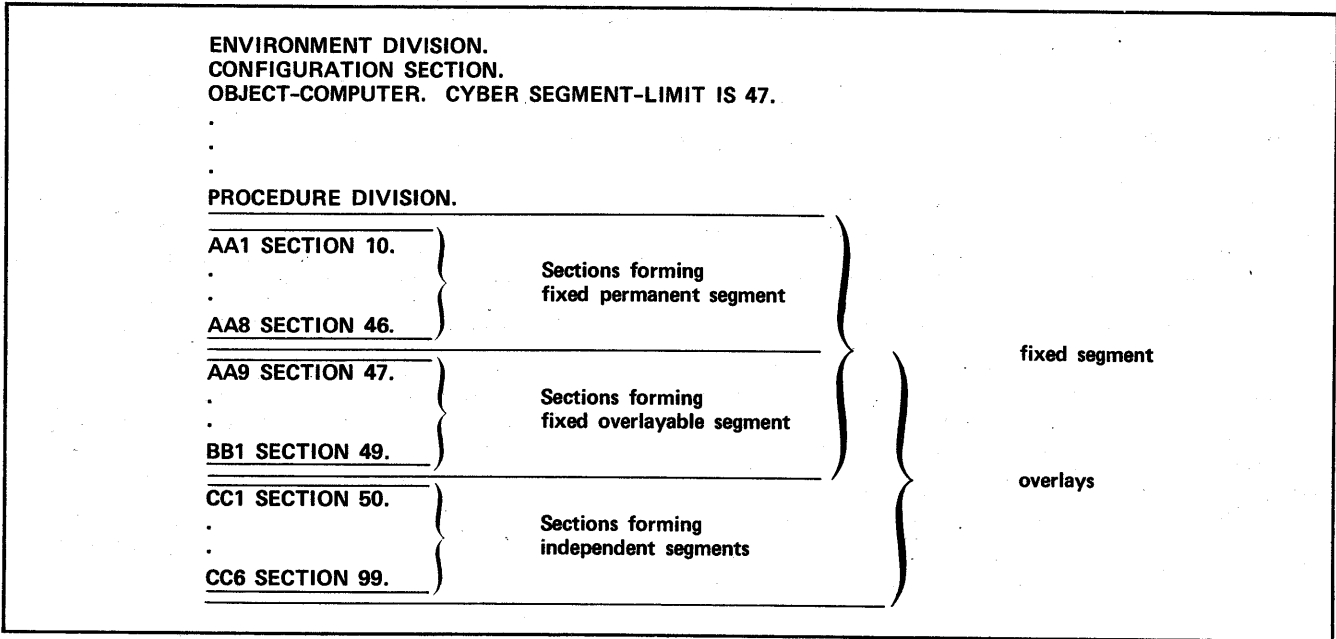 ENVIRONMENT DIVISION.
CONFIGURATION SECTION.
OBJECT-COMPUTER. CYBER SEGMENT-LIMIT IS 47.
.
.
.
PROCEDURE DIVISION.
AA1 SECTION 10.
.
.
AA8 SECTION 46.
Sections forming
fixed permanent segment
AA9 SECTION 47.
.
.
BB1 SECTION 49.
Sections forming
fixed overlayable segment
fixed segment
CC1 SECTION 50.
.
.
CC6 SECTION 99.
Sections forming
independent segments
overlays